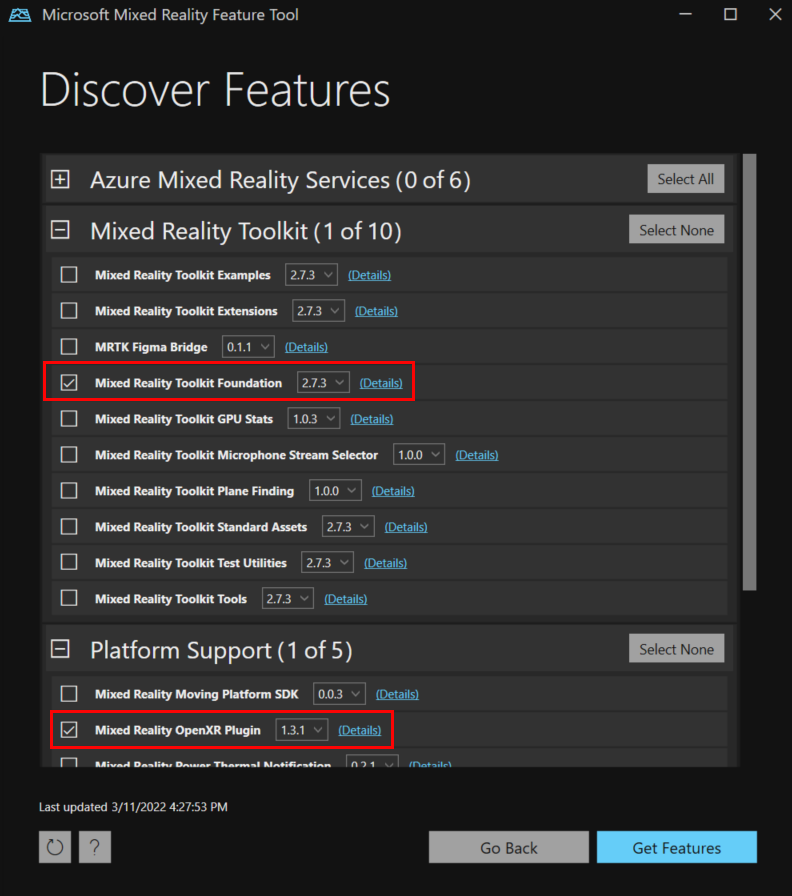 Microsoft Mixed Reality Feature Tool
Discover Features
Azure Mixed Reality Services (0 of 6) Select All
Mixed Reality Toolkit (1 of 10) Select None
Mixed Reality Toolkit Examples 2.7.3 (Details)
Mixed Reality Toolkit Extensions 2.7.3 (Details)
MRTK Figma Bridge 0.1.1 (Details)
Mixed Reality Toolkit Foundation 2.7.3 (Details)
Mixed Reality Toolkit GPU Stats 1.0.3 (Details)
Mixed Reality Toolkit Microphone Stream Selector 1.0.0 (Details)
Mixed Reality Toolkit Plane Finding 1.0.0 (Details)
Mixed Reality Toolkit Standard Assets 2.7.3 (Details)
Mixed Reality Toolkit Test Utilities 2.7.3 (Details)
Mixed Reality Toolkit Tools 2.7.3 (Details)
Platform Support (1 of 5) Select None
Mixed Reality Moving Platform SDK 0.0.3 (Details)
Mixed Reality OpenXR Plugin 1.3.1 (Details)
Mixed Reality Power Thermal Notification 0.2.1 (Details)
Last updated 3/11/2022 4:27:53 PM
? Go Back Get Features